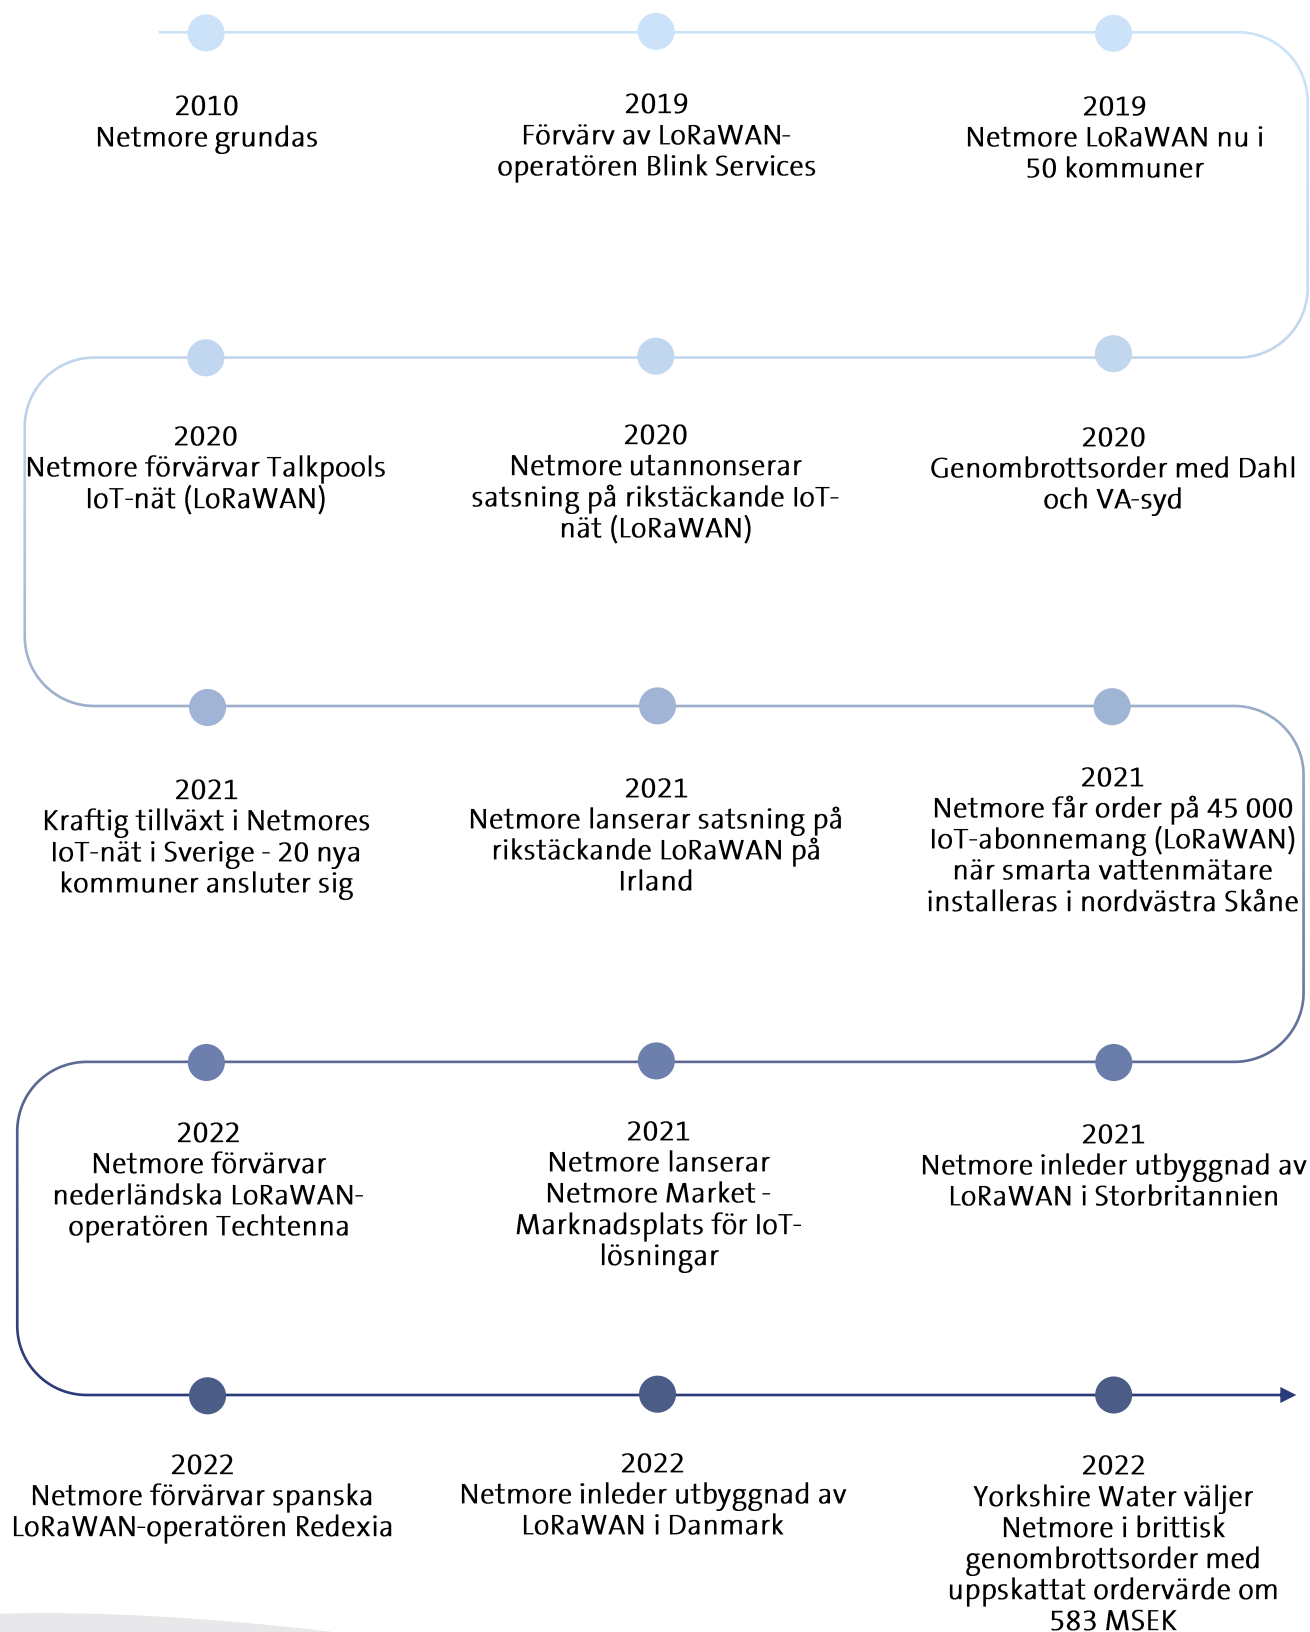 2010
Netmore grundas
2019
Förvärv av LoRaWAN-
operatören Blink Services
2019
Netmore LoRaWAN nu i
50 kommuner
2020
Genombrottsorder med Dahl
och VA-syd
2020
Netmore utannonserar
satsning på rikstäckande IoT-
nät (LoRaWAN)
2020
Netmore förvärvar Talkpools
IoT-nät (LoRaWAN)
2021
Kraftig tillväxt i Netmores
IoT-nät i Sverige - 20 nya
kommuner ansluter sig
2021
Netmore lanserar satsning på
rikstäckande LoRaWAN på
Irland
2021
Netmore får order på 45 000
IoT-abonnemang (LoRaWAN)
när smarta vattenmätare
installeras i nordvästra Skåne
2021
Netmore inleder utbyggnad av
LoRaWAN i Storbritannien
2021
Netmore lanserar
Netmore Market -
Marknadsplats för IoT-
lösningar
2022
Netmore förvärvar
nederländska LoRaWAN-
operatören Techtenna
2022
Netmore förvärvar spanska
LoRaWAN-operatören Redexia
2022
Netmore inleder utbyggnad av
LoRaWAN i Danmark
2022
Yorkshire Water väljer
Netmore i brittisk
genombrottsorder med
uppskattat ordervärde om
583 MSEK